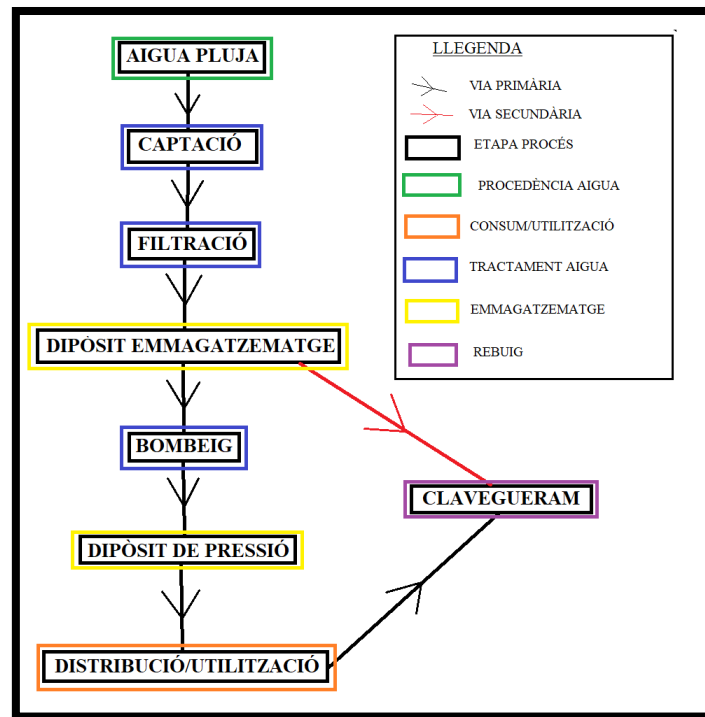 AIGUA PLUJA
CAPTACIÓ
FILTRACIÓ
DIPÒSIT EMMAGATZEMATGE
BOMBEIG
DIPÒSIT DE PRESSIÓ
DISTRIBUCIÓ/UTILITZACIÓ
CLAVEGUERAM
LLEGENDA
VIA PRIMÀRIA
VIA SECUNDÀRIA
ETAPA PROCÉS
PROCEDÈNCIA AIGUA
CONSUM/UTILITZACIÓ
TRACTAMENT AIGUA
EMMAGATZEMATGE
REBUIG